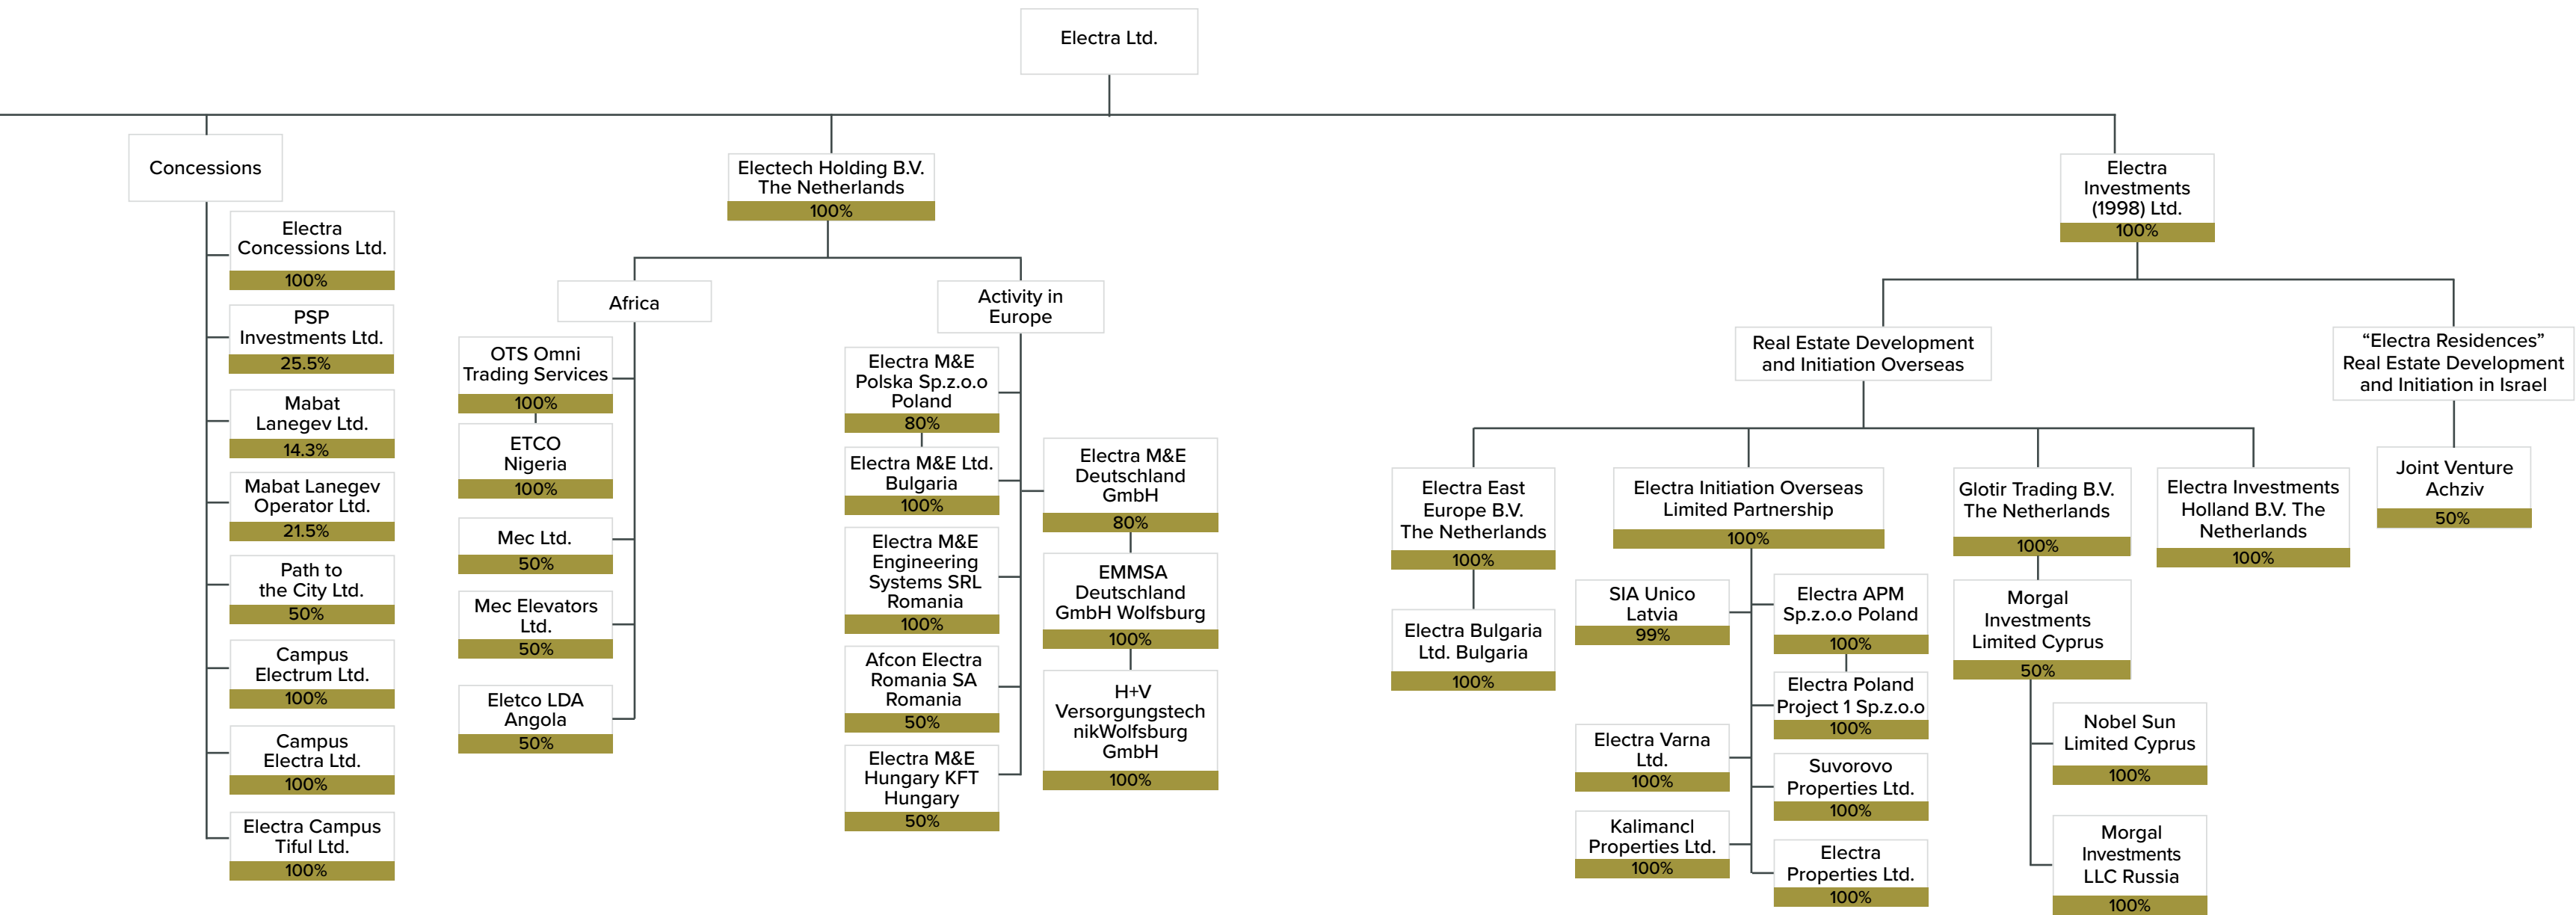 Electra Ltd.
Concessions
Electra
Concessions Ltd.
100%
PSP
Investments Ltd.
25.5%
Mabat
Lanegev Ltd.
14.3%
Mabat Lanegev
Operator Ltd.
21.5%
Path to
the City Ltd.
50%
Campus
Electrum Ltd.
100%
Campus
Electra Ltd.
100%
Electra Campus
Tiful Ltd.
100%
Electech Holding B.V.
The Netherlands
100%
Africa
OTS Omni
Trading Services
100%
ETCO
Nigeria
100%
Mec Ltd.
50%
Mec Elevators
Ltd.
50%
Eletco LDA
Angola
50%
Activity in
Europe
Electra M&E
Polska Sp.z.o.o
Poland
80%
Electra M&E Ltd.
Bulgaria
100%
Electra M&E
Engineering
Systems SRL
Romania
100%
Afcon Electra
Romania SA
Romania
50%
Electra M&E
Hungary KFT
Hungary
50%
Electra M&E
Deutschland
GmbH
80%
EMMSA
Deutschland
GmbH Wolfsburg
100%
H+V
Versorgungstech
nikWolfsburg
GmbH
100%
Electra
Investments
(1998) Ltd.
100%
Real Estate Development
and Initiation Overseas
Electra East
Europe B.V.
The Netherlands
100%
Electra Bulgaria
Ltd. Bulgaria
100%
Electra Initiation Overseas
Limited Partnership
100%
SIA Unico
Latvia
99%
Electra Varna
Ltd.
100%
Kalimancl
Properties Ltd.
100%
Electra APM
Sp.z.o.o Poland
100%
Electra Poland
Project 1 Sp.z.o.o
100%
Suvorovo
Properties Ltd.
100%
Electra
Properties Ltd.
100%
Glotir Trading B.V.
The Netherlands
100%
Morgal
Investments
Limited Cyprus
50%
Nobel Sun
Limited Cyprus
100%
Morgal
Investments
LLC Russia
100%
Electra Investments
Holland B.V. The
Netherlands
100%
“Electra Residences”
Real Estate Development
and Initiation in Israel
Joint Venture
Achziv
50%